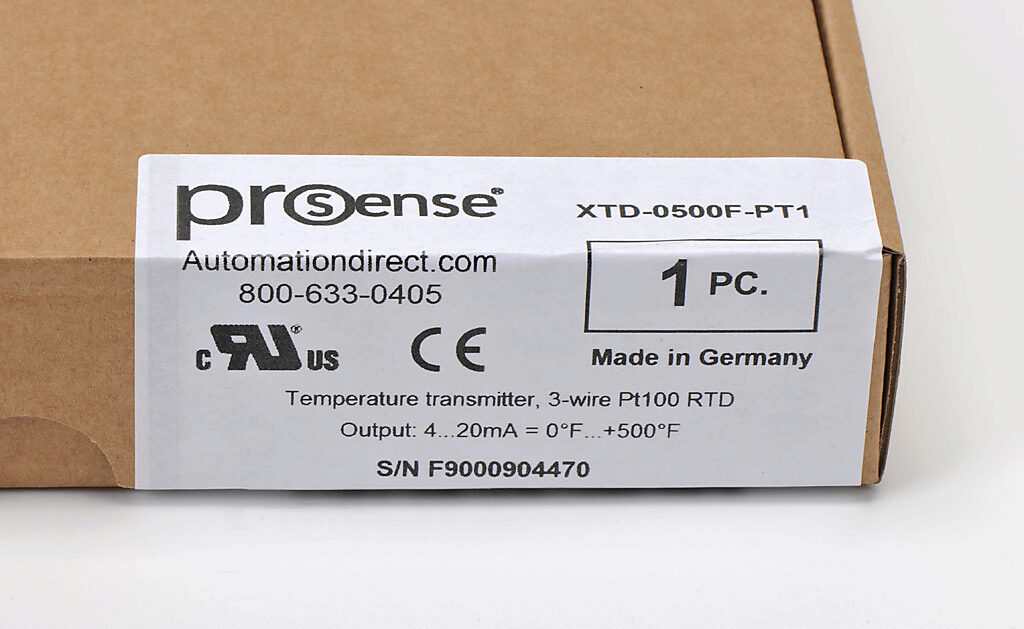 prosense®
XTD-0500F-PT1
Automationdirect.com
800-633-0405
1 PC.
c RU® US
CE
Made in Germany
Temperature transmitter, 3-wire Pt100 RTD
Output: 4...20mA = 0°F...+500°F
S/N F9000904470